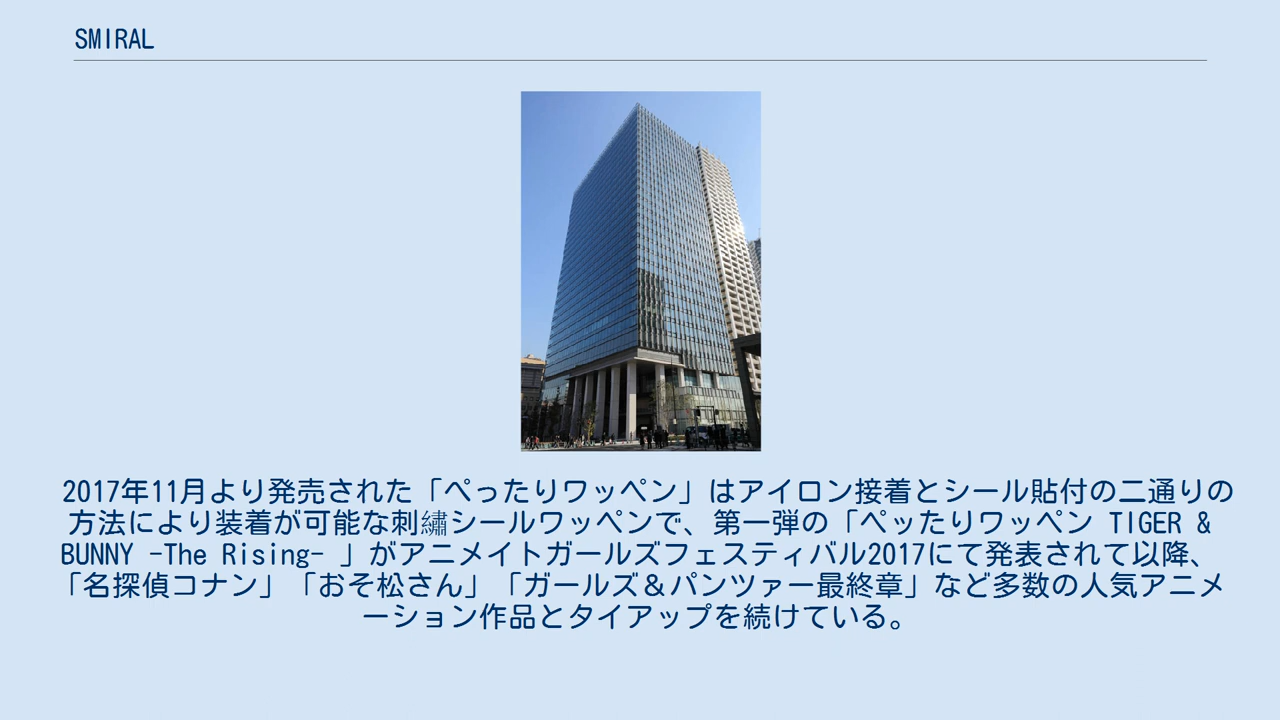 SMIRAL
2017年11月より発売された「ぺったりワッペン」はアイロン接着とシール貼付の二通りの
方法により装着が可能な刺繡シールワッペンで、第一弾の「ペッたりワッペン TIGER &
BUNNY -The Rising- 」がアニメイトガールズフェスティバル2017にて発表されて以降、
「名探偵コナン」「おそ松さん」「ガールズ＆パンツァー最終章」など多数の人気アニメ
ーション作品とタイアップを続けている。